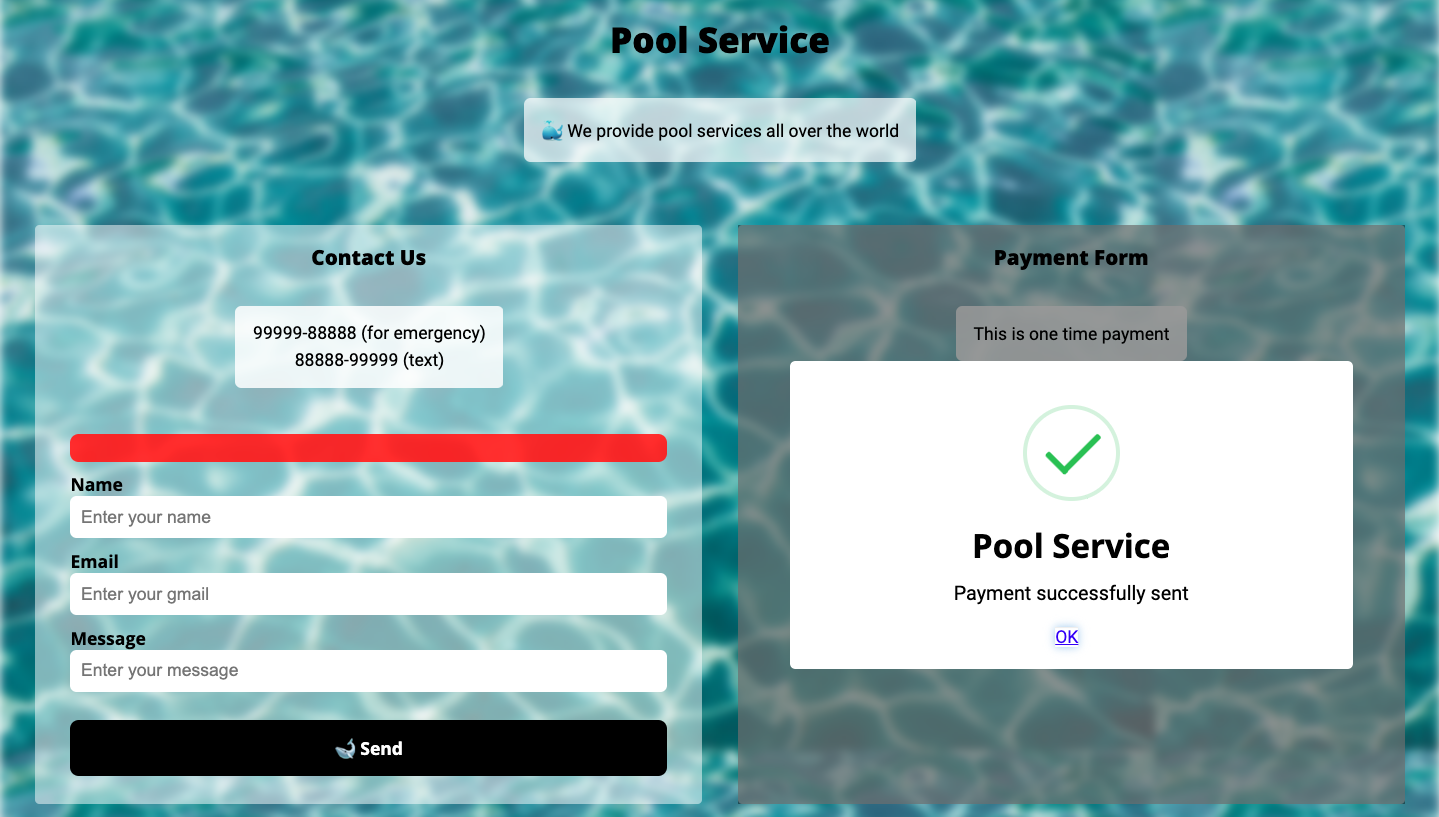 Pool Service
🐳 We provide pool services all over the world
Contact Us
99999-88888 (for emergency)
88888-99999 (text)
Name
Enter your name
Email
Enter your gmail
Message
Enter your message
Send
Payment Form
This is one time payment
Pool Service
Payment successfully sent
OK